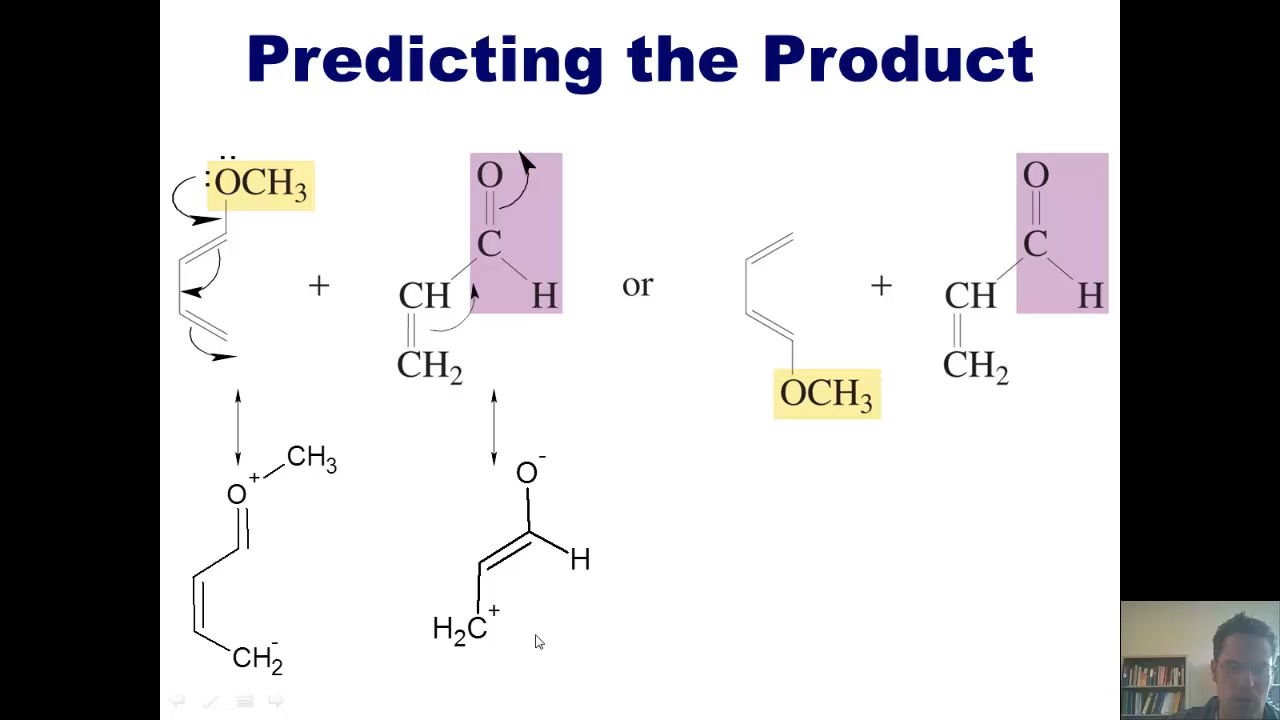 Predicting the Product
:OCH₃
+
O
C
CH
H
CH₂
or
+
O
C
CH
H
CH₂
OCH₃
O⁺
CH₃
CH₂⁻
O⁻
H
H₂C⁺